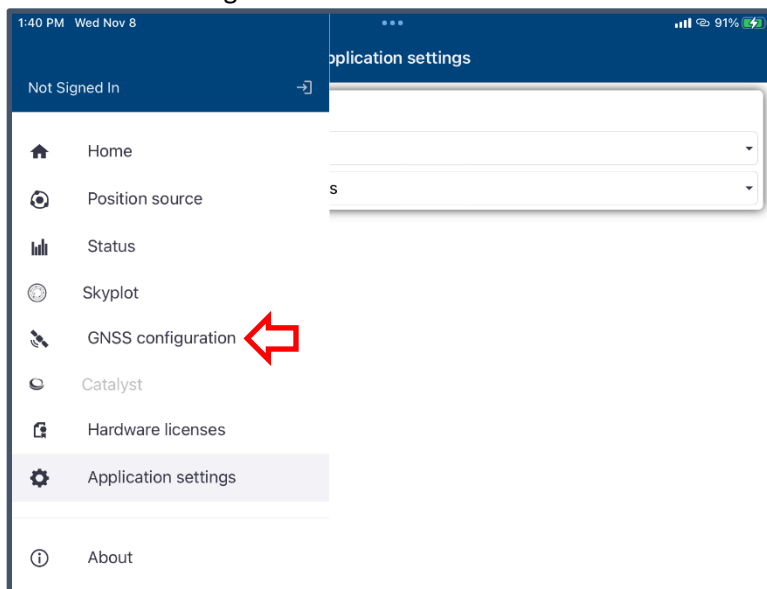 1:40 PM Wed Nov 8 91%
pplication settings
Not Signed In
Home
Position source
s
Status
Skyplot
GNSS configuration
Catalyst
Hardware licenses
Application settings
About